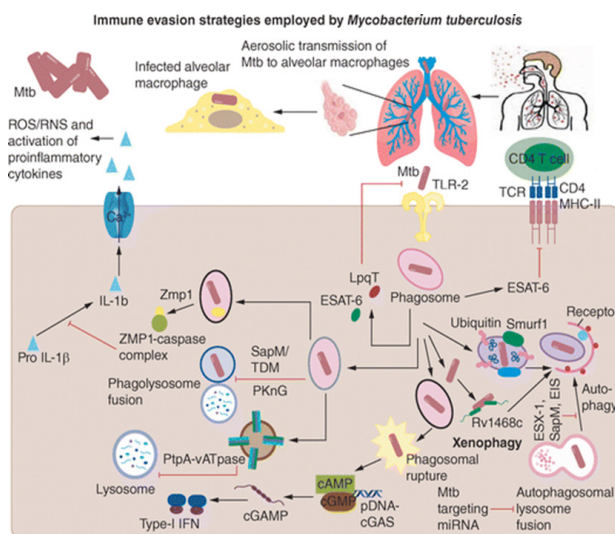 Immune evasion strategies employed by Mycobacterium tuberculosis
Mtb
Infected alveolar
macrophage
Aerosolic transmission of
Mtb to alveolar macrophages
ROS/RNS and
activation of
proinflammatory
cytokines
Mtb
TLR-2
CD4 T cell
TCR
CD4
MHC-II
IL-1b
Zmp1
LpqT
ESAT-6
Phagosome
ESAT-6
Pro IL-1β
ZMP1-caspase
complex
SapM/
TDM
PKnG
Phagolysosome
fusion
Ubiquitin
Smurf1
Recepto
Rv1468c
Xenophagy
ESX-1,
SapM, EIS
Auto-
phagy
PtpA-vATpase
Lysosome
Phagosomal
rupture
cAMP
cGMP
pDNA-
cGAS
cGAMP
Type-I IFN
Mtb
targeting
miRNA
Autophagosomal
lysosome
fusion